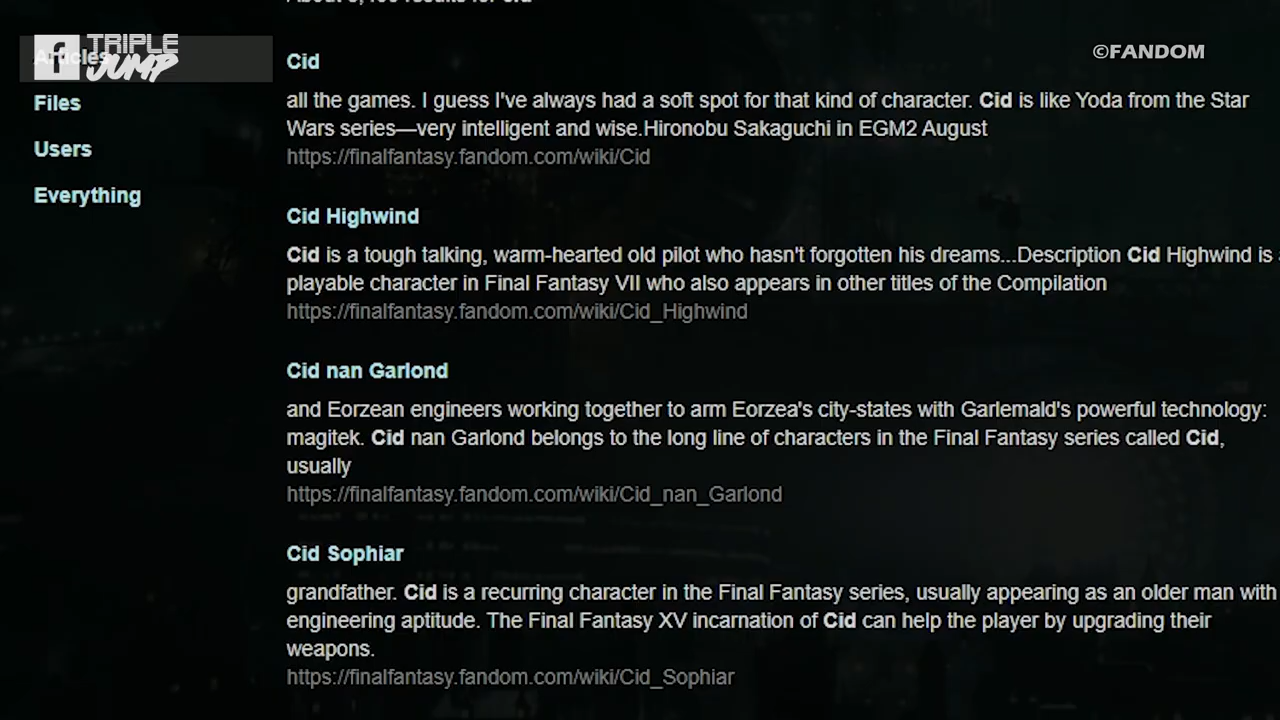 TRIPLE
JUMP
©FANDOM
Articles
Files
Users
Everything
Cid
all the games. I guess I've always had a soft spot for that kind of character. Cid is like Yoda from the Star
Wars series—very intelligent and wise.Hironobu Sakaguchi in EGM2 August
https://finalfantasy.fandom.com/wiki/Cid
Cid Highwind
Cid is a tough talking, warm-hearted old pilot who hasn't forgotten his dreams...Description Cid Highwind is
playable character in Final Fantasy VII who also appears in other titles of the Compilation
https://finalfantasy.fandom.com/wiki/Cid_Highwind
Cid nan Garlond
and Eorzean engineers working together to arm Eorzea's city-states with Garlemald's powerful technology:
magitek. Cid nan Garlond belongs to the long line of characters in the Final Fantasy series called Cid,
usually
https://finalfantasy.fandom.com/wiki/Cid_nan_Garlond
Cid Sophiar
grandfather. Cid is a recurring character in the Final Fantasy series, usually appearing as an older man with
engineering aptitude. The Final Fantasy XV incarnation of Cid can help the player by upgrading their
weapons.
https://finalfantasy.fandom.com/wiki/Cid_Sophiar